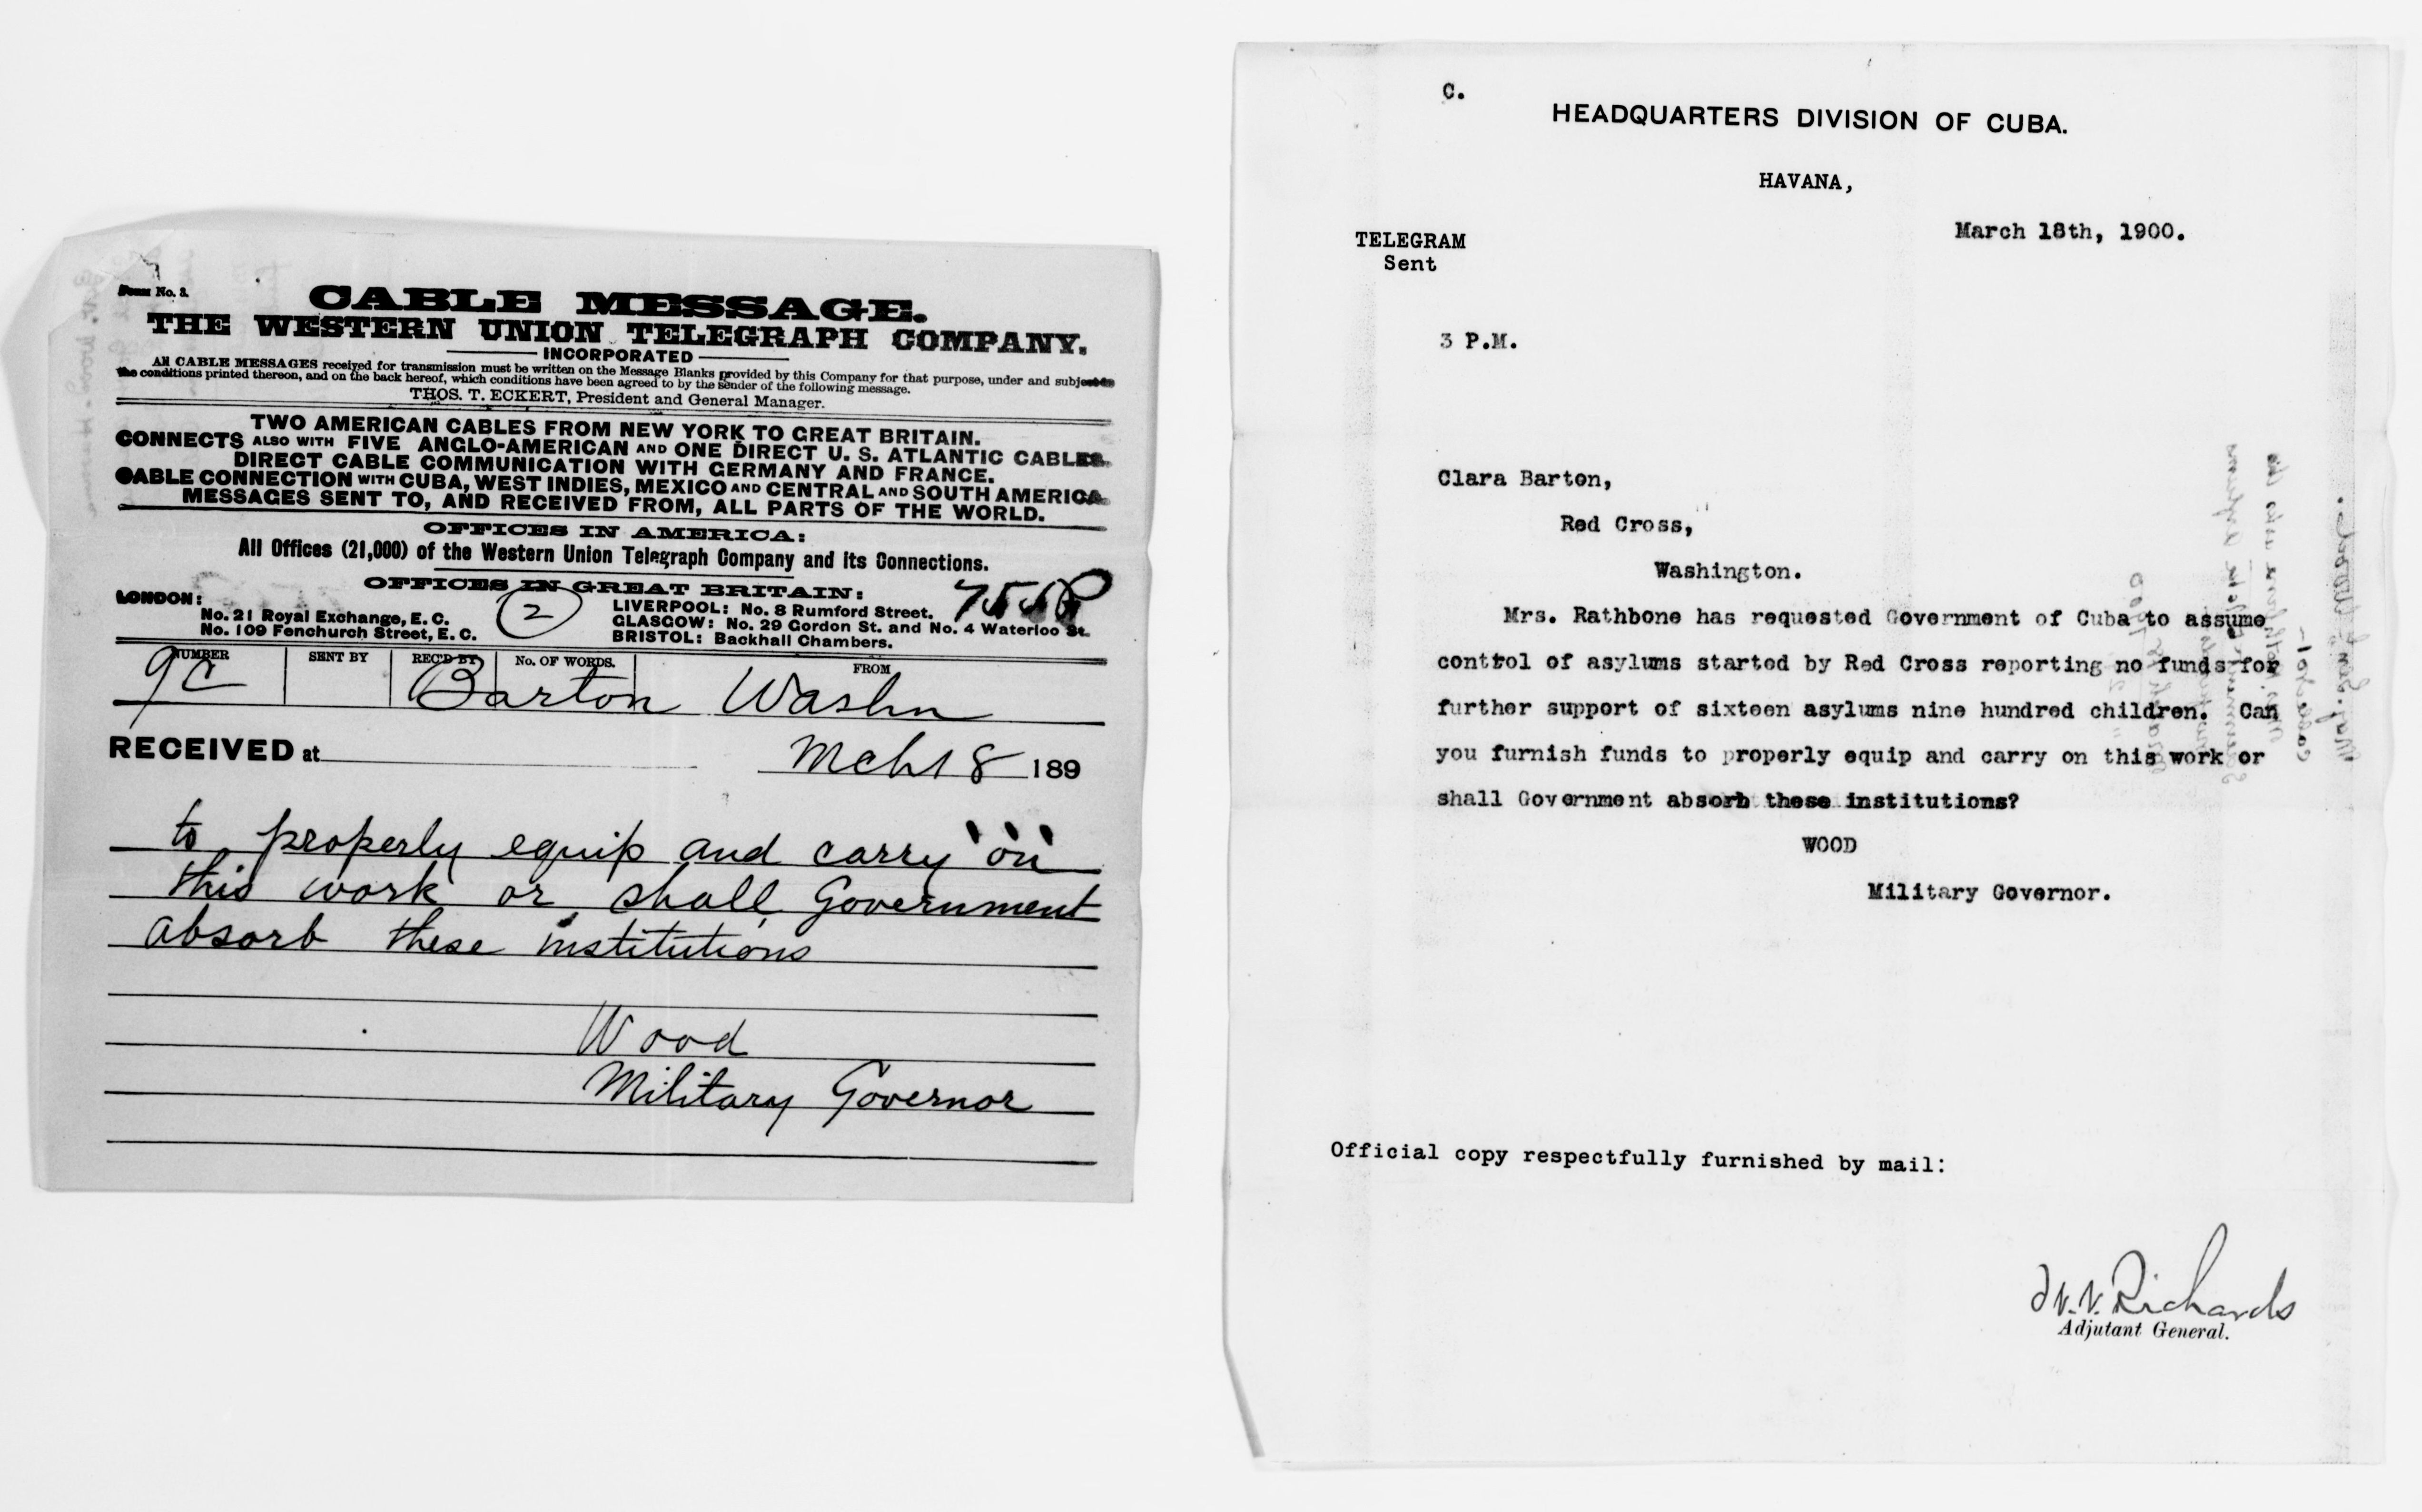 Form No. 3.
CABLE MESSAGE.
THE WESTERN UNION TELEGRAPH COMPANY.
INCORPORATED
All CABLE MESSAGES received for transmission must be written on the Message Blanks provided by this Company for that purpose, under and subject to
the conditions printed thereon, and on the back hereof, which conditions have been agreed to by the sender of the following message.
THOS. T. ECKERT, President and General Manager.
TWO AMERICAN CABLES FROM NEW YORK TO GREAT BRITAIN.
CONNECTS ALSO WITH FIVE ANGLO-AMERICAN AND ONE DIRECT U. S. ATLANTIC CABLES.
DIRECT CABLE COMMUNICATION WITH GERMANY AND FRANCE.
CABLE CONNECTION WITH CUBA, WEST INDIES, MEXICO AND CENTRAL AND SOUTH AMERICA
MESSAGES SENT TO, AND RECEIVED FROM, ALL PARTS OF THE WORLD.
OFFICES IN AMERICA:
All Offices (21,000) of the Western Union Telegraph Company and its Connections.
OFFICES IN GREAT BRITAIN:
LONDON:
No. 21 Royal Exchange, E. C.
No. 109 Fenchurch Street, E. C.
2
LIVERPOOL: No. 8 Rumford Street.
GLASGOW: No. 29 Gordon St. and No. 4 Waterloo St.
BRISTOL: Backhall Chambers.
NUMBER SENT BY REC'D BY No. OF WORDS. FROM
9 C Barton Washn
RECEIVED at Mch 18 189
to properly equip and carry on
this work or shall Government
absorb these institutions
Wood
Military Governor
C.
HEADQUARTERS DIVISION OF CUBA.
HAVANA,
March 18th, 1900.
TELEGRAM
Sent
3 P.M.
Clara Barton,
Red Cross,
Washington.
Mrs. Rathbone has requested Government of Cuba to assume
control of asylums started by Red Cross reporting no funds for
further support of sixteen asylums nine hundred children. Can
you furnish funds to properly equip and carry on this work or
shall Government absorb these institutions?
WOOD
Military Governor.
Official copy respectfully furnished by mail:
W. V. Richards
Adjutant General.